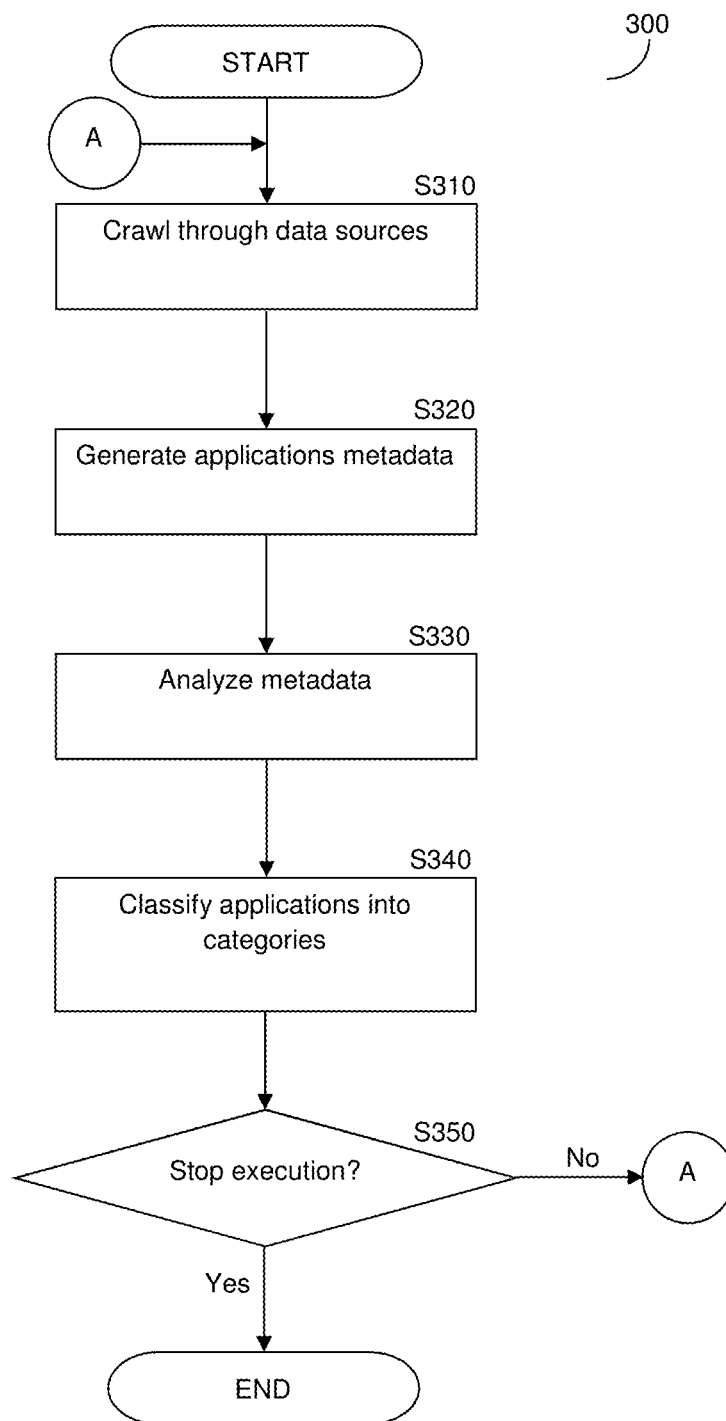 300
START
A
S310
Crawl through data sources
S320
Generate applications metadata
S330
Analyze metadata
S340
Classify applications into
categories
S350
Stop execution?
No
A
Yes
END